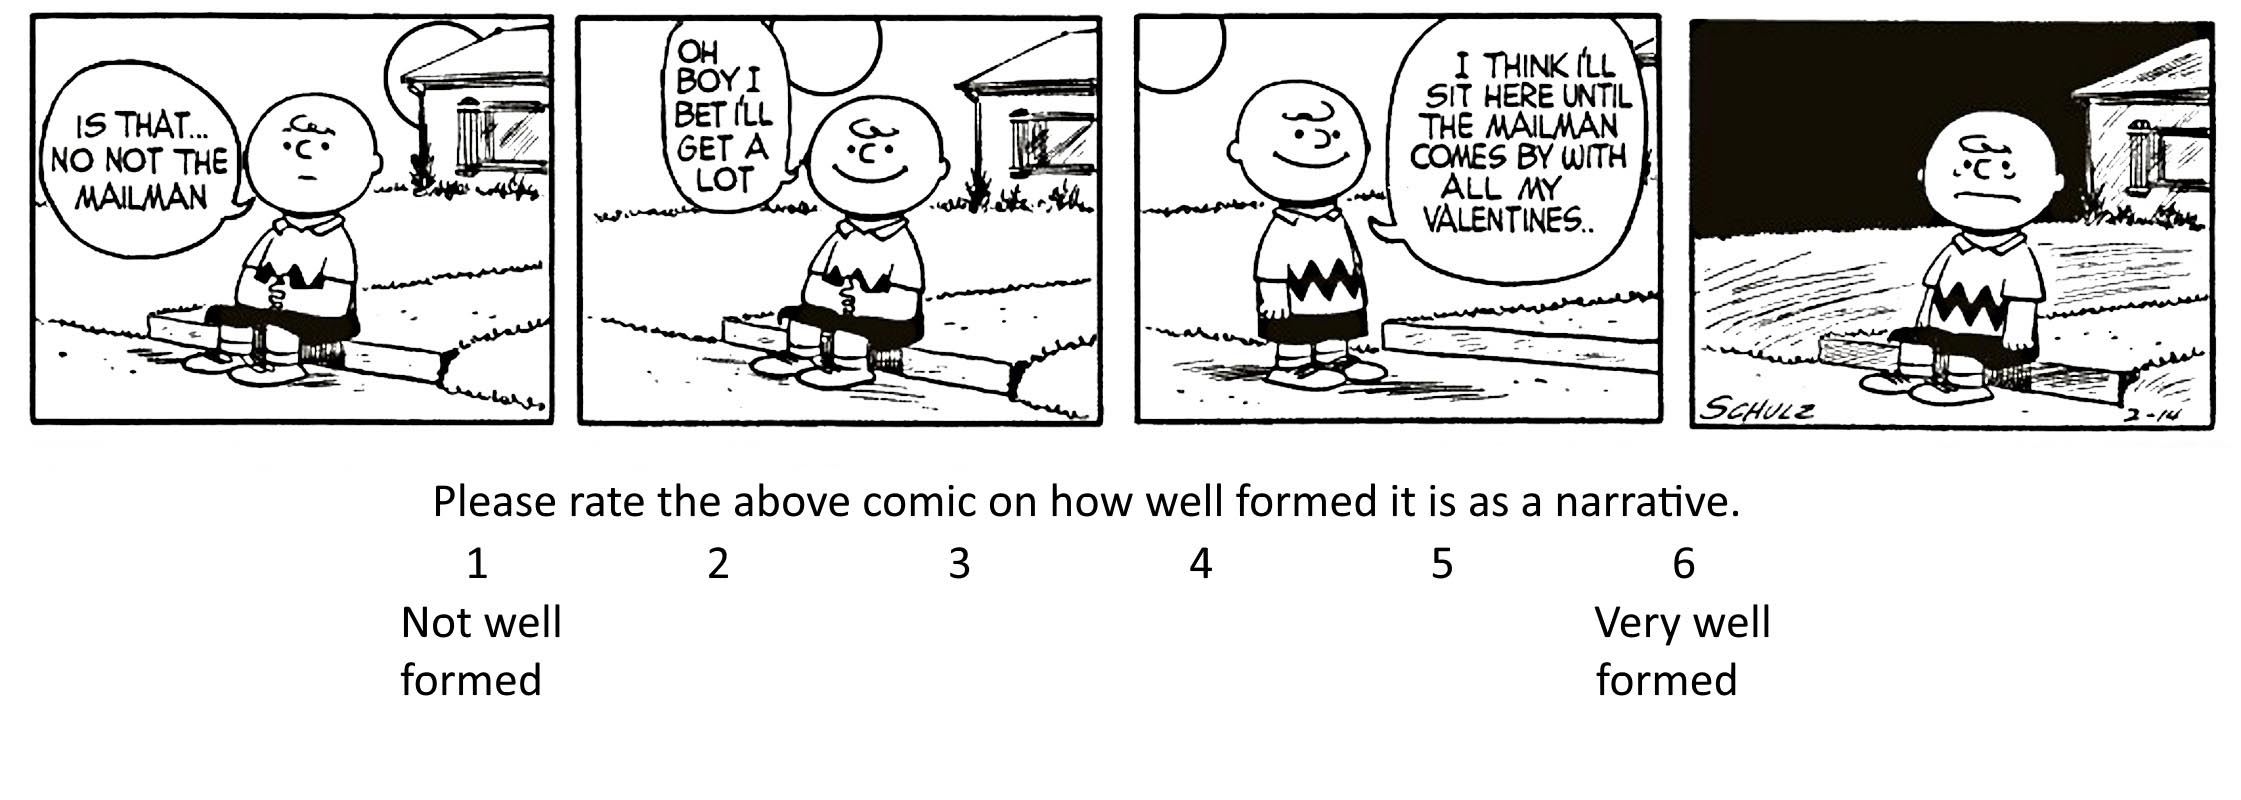 IS THAT...
NO NOT THE
MAILMAN
OH
BOY I
BET I'LL
GET A
LOT
I THINK I'LL
SIT HERE UNTIL
THE MAILMAN
COMES BY WITH
ALL MY
VALENTINES..
SCHULZ
2-14
Please rate the above comic on how well formed it is as a narrative.
1 2 3 4 5 6
Not well
formed
Very well
formed